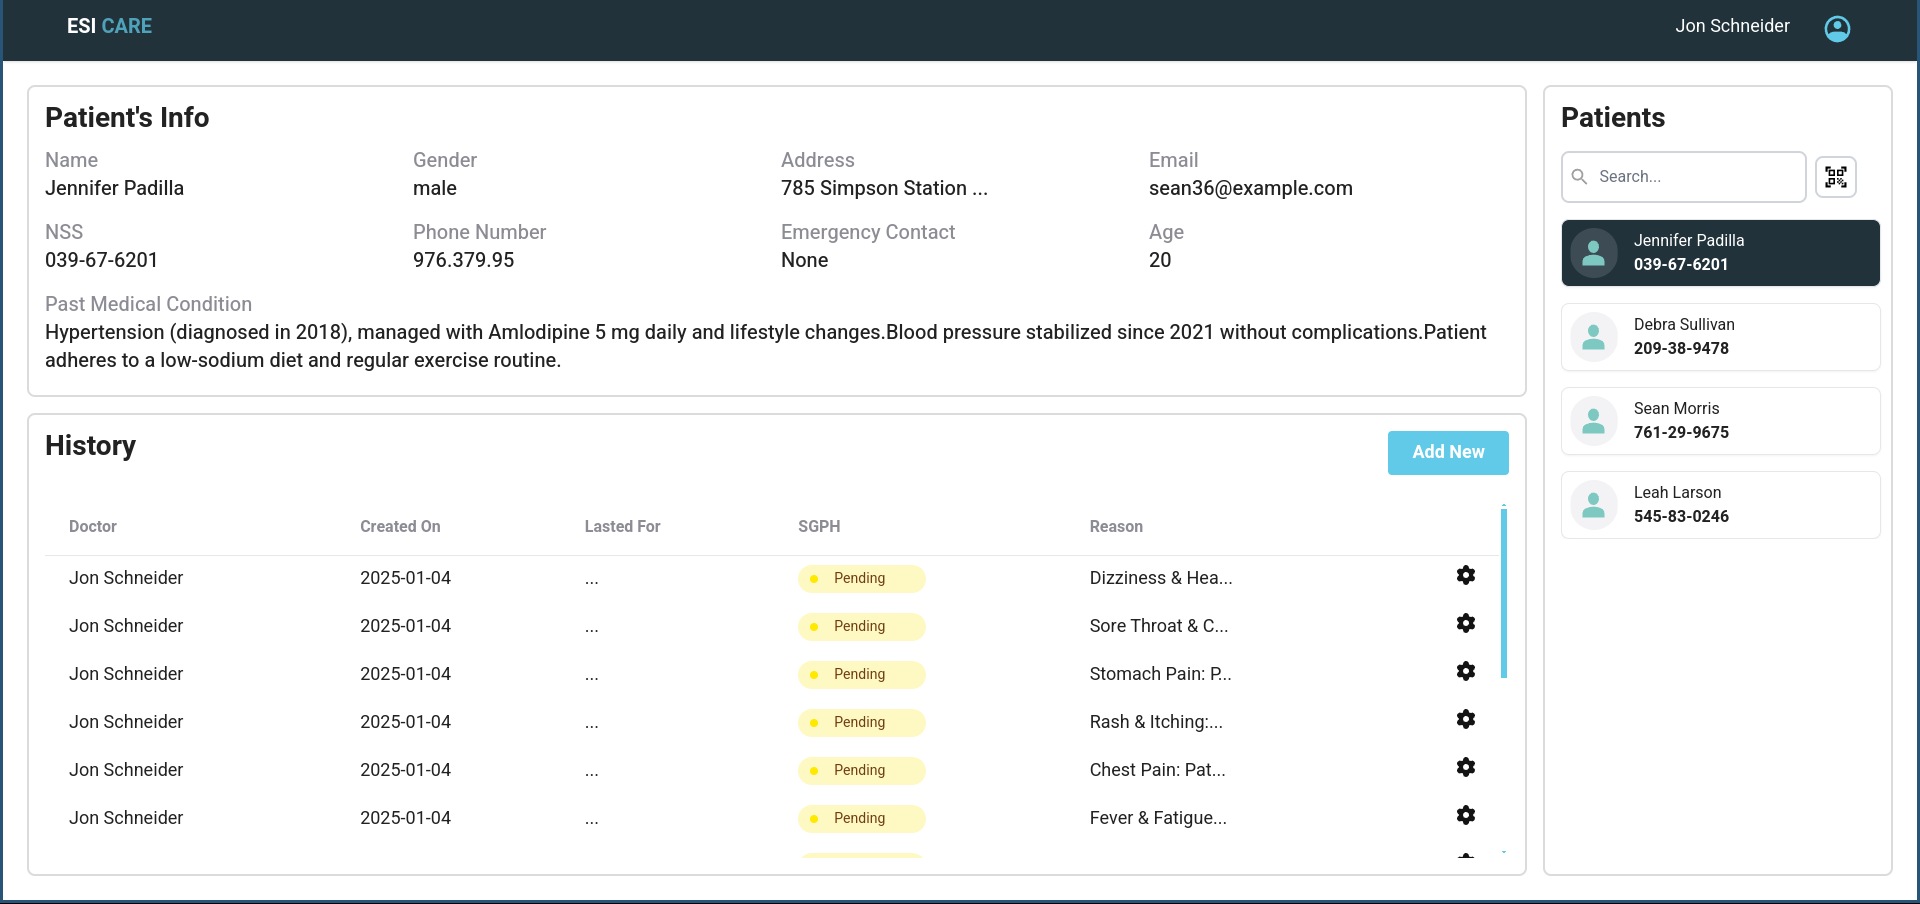 ESI CARE
Jon Schneider
Patient's Info
Name Gender Address Email
Jennifer Padilla male 785 Simpson Station ... sean36@example.com
NSS Phone Number Emergency Contact Age
039-67-6201 976.379.95 None 20
Past Medical Condition
Hypertension (diagnosed in 2018), managed with Amlodipine 5 mg daily and lifestyle changes.Blood pressure stabilized since 2021 without complications.Patient
adheres to a low-sodium diet and regular exercise routine.
History
Add New
Doctor Created On Lasted For SGPH Reason
Jon Schneider 2025-01-04 ... Pending Dizziness & Hea...
Jon Schneider 2025-01-04 ... Pending Sore Throat & C...
Jon Schneider 2025-01-04 ... Pending Stomach Pain: P...
Jon Schneider 2025-01-04 ... Pending Rash & Itching:...
Jon Schneider 2025-01-04 ... Pending Chest Pain: Pat...
Jon Schneider 2025-01-04 ... Pending Fever & Fatigue...
Patients
Search...
Jennifer Padilla
039-67-6201
Debra Sullivan
209-38-9478
Sean Morris
761-29-9675
Leah Larson
545-83-0246